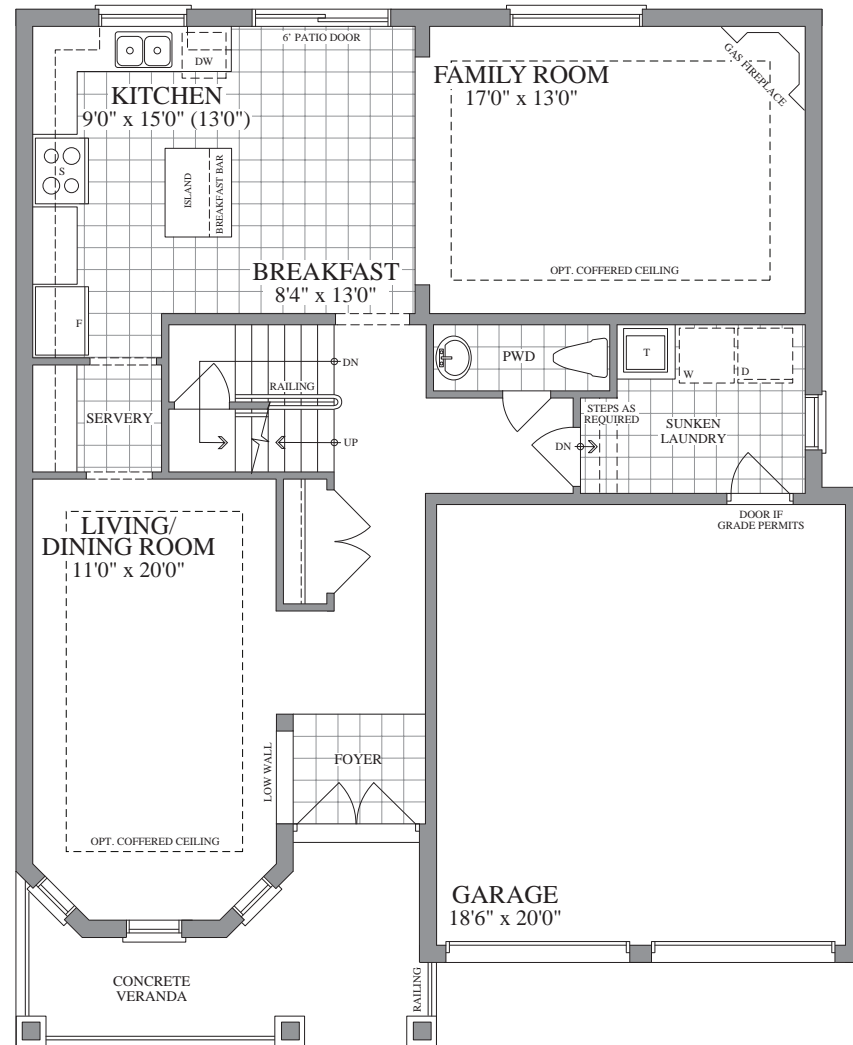 6' PATIO DOOR
DW
KITCHEN
9'0" x 15'0" (13'0")
FAMILY ROOM
17'0" x 13'0"
GAS FIREPLACE
S
ISLAND
BREAKFAST BAR
BREAKFAST
8'4" x 13'0"
OPT. COFFERED CEILING
F
DN
RAILING
UP
SERVERY
PWD
T
W
D
STEPS AS
REQUIRED
SUNKEN
LAUNDRY
DN
DOOR IF
GRADE PERMITS
LIVING/
DINING ROOM
11'0" x 20'0"
LOW WALL
FOYER
OPT. COFFERED CEILING
GARAGE
18'6" x 20'0"
CONCRETE
VERANDA
RAILING